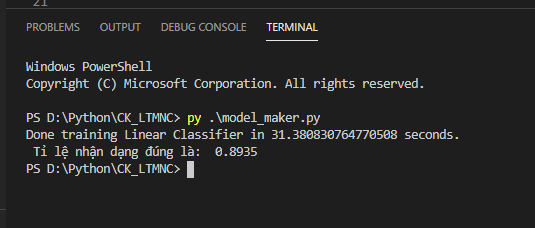 21
PROBLEMS OUTPUT DEBUG CONSOLE TERMINAL
Windows PowerShell
Copyright (C) Microsoft Corporation. All rights reserved.
PS D:\Python\CK_LTMNC> py .\model_maker.py
Done training Linear Classifier in 31.380830764770508 seconds.
Tỉ lệ nhận dạng đúng là: 0.8935
PS D:\Python\CK_LTMNC>